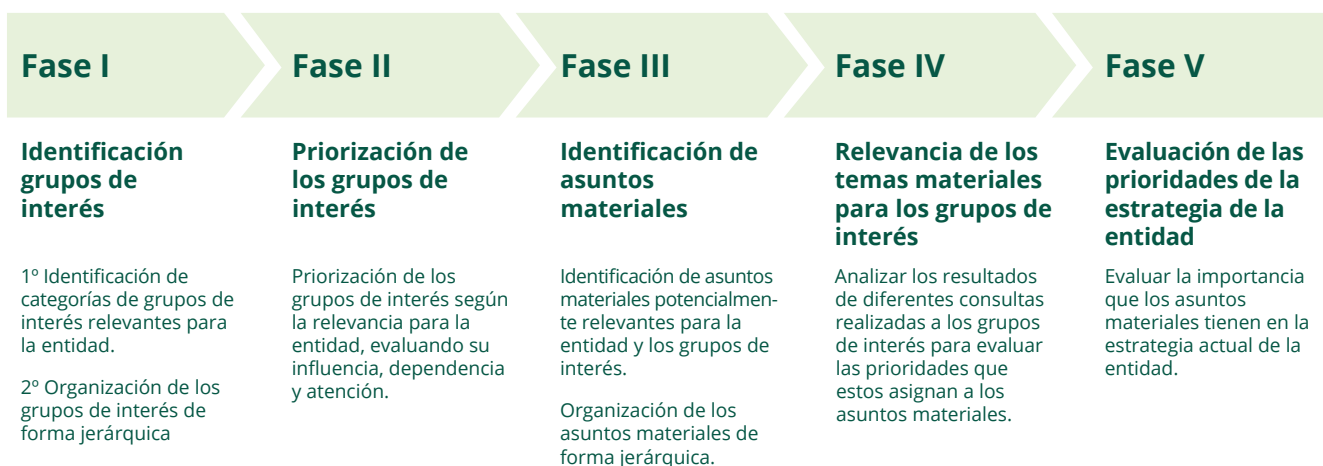 Fase I
Identificación
grupos de
interés
1º Identificación de
categorías de grupos de
interés relevantes para
la entidad.
2º Organización de los
grupos de interés de
forma jerárquica
Fase II
Priorización de
los grupos de
interés
Priorización de los
grupos de interés según
la relevancia para la
entidad, evaluando su
influencia, dependencia
y atención.
Fase III
Identificación de
asuntos
materiales
Identificación de asuntos
materiales potencialmen-
te relevantes para la
entidad y los grupos de
interés.
Organización de los
asuntos materiales de
forma jerárquica.
Fase IV
Relevancia de los
temas materiales
para los grupos de
interés
Analizar los resultados
de diferentes consultas
realizadas a los grupos
de interés para evaluar
las prioridades que
estos asignan a los
asuntos materiales.
Fase V
Evaluación de las
prioridades de la
estrategia de la
entidad
Evaluar la importancia
que los asuntos
materiales tienen en la
estrategia actual de la
entidad.